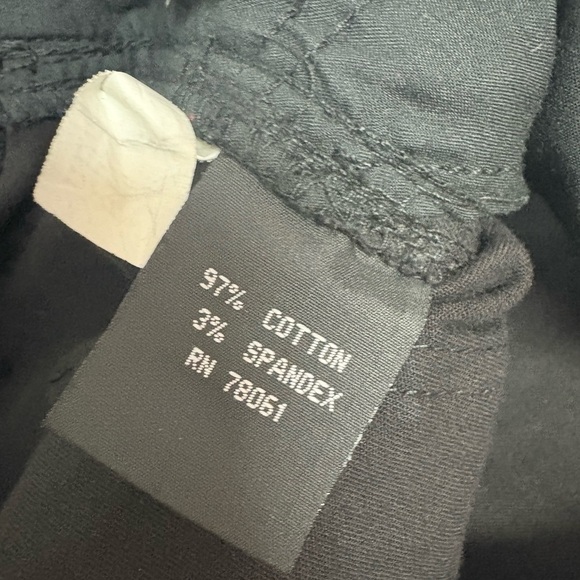 97% COTTON
3% SPANDEX
RN 78061